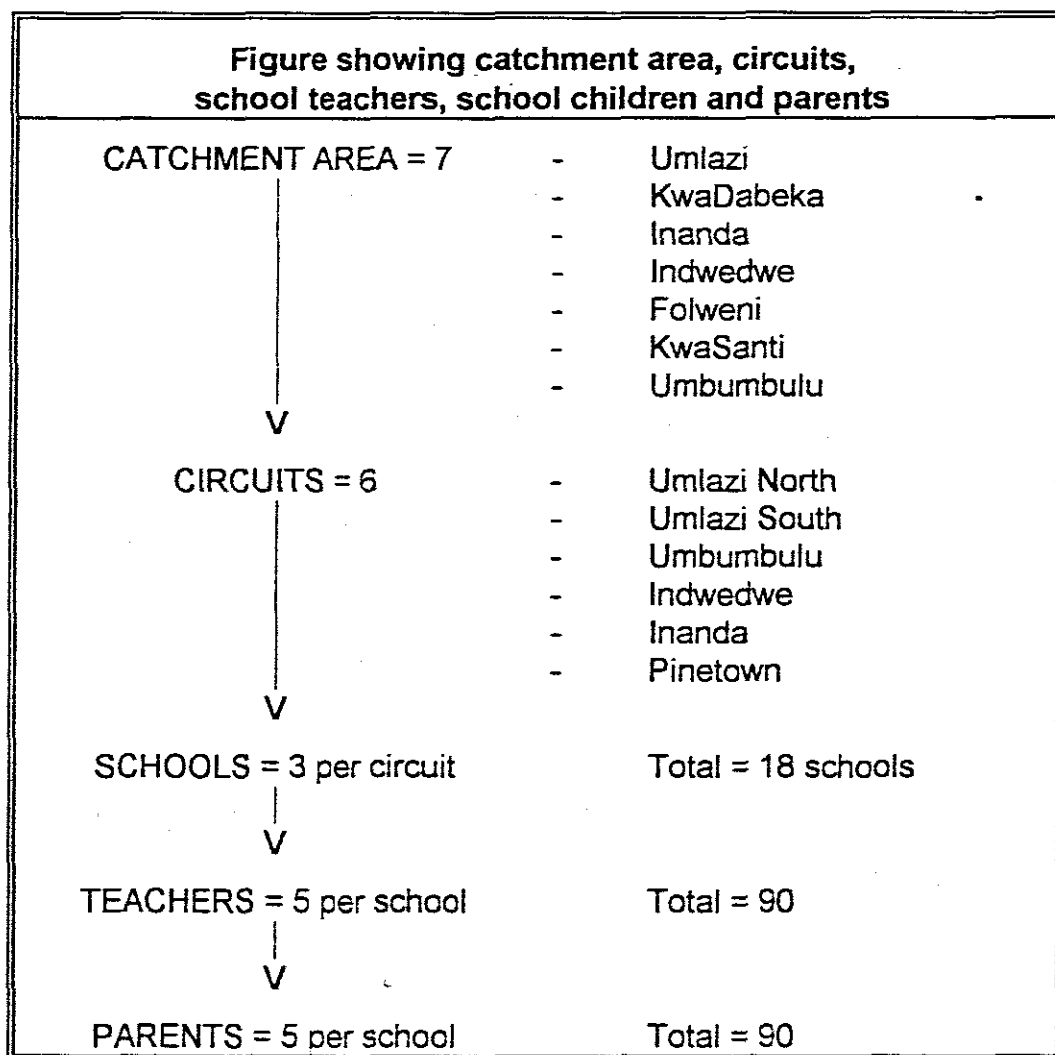 Figure showing catchment area, circuits,
school teachers, school children and parents
CATCHMENT AREA = 7 - Umlazi
- KwaDabeka
- Inanda
- Indwedwe
- Folweni
- KwaSanti
- Umbumbulu
V
CIRCUITS = 6 - Umlazi North
- Umlazi South
- Umbumbulu
- Indwedwe
- Inanda
- Pinetown
V
SCHOOLS = 3 per circuit Total = 18 schools
V
TEACHERS = 5 per school Total = 90
V
PARENTS = 5 per school Total = 90